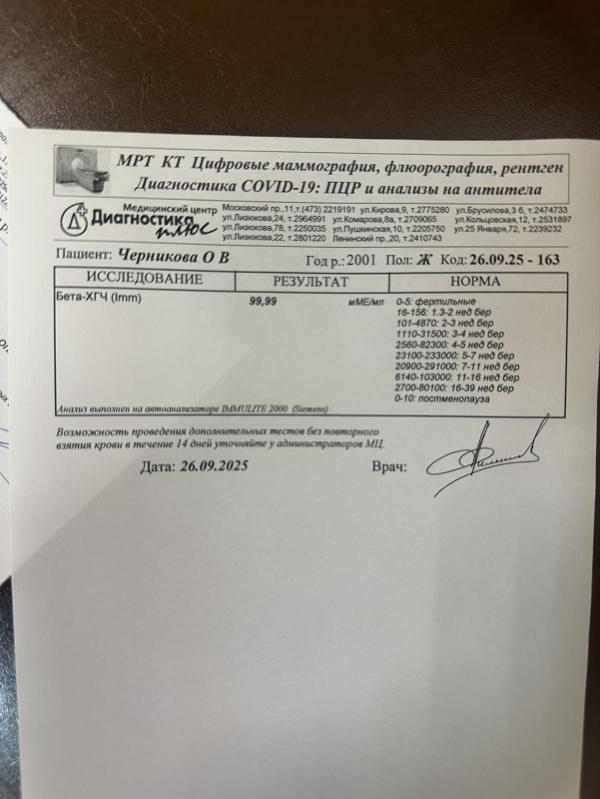 МРТ КТ Цифровые маммография, флюорография, рентген
Диагностика COVID-19: ПЦР и анализы на антитела
Медицинский центр
Диагностика
плюс
Московский пр.,11,т.(473) 2219191 ул.Кирова,9, т.2775280 ул.Брусилова,3 б, т.2474733
ул.Лизюкова,24, т.2964991 ул.Комарова,8а, т.2709065 ул.Кольцовская,12, т.2531897
ул.Лизюкова,78, т.2250035 ул.Пушкинская,10, т.2205750 ул.25 Января,72, т.2239232
ул.Лизюкова,22, т.2801220 Ленинский пр.,20, т.2410743
Пациент: Черникова О В Год р.: 2001 Пол: Ж Код: 26.09.25 - 163
ИССЛЕДОВАНИЕ РЕЗУЛЬТАТ НОРМА
Бета-ХГЧ (Imm) 99,99 мМЕ/мл 0-5: фертильные
16-156: 1.3-2 нед бер
101-4870: 2-3 нед бер
1110-31500: 3-4 нед бер
2560-82300: 4-5 нед бер
23100-233000: 5-7 нед бер
20900-291000: 7-11 нед бер
6140-103000: 11-16 нед бер
2700-80100: 16-39 нед бер
0-10: постменопауза
Анализ выполнен на автоанализаторе IMMULITE 2000 (Siemens)
Возможность проведения дополнительных тестов без повторного
взятия крови в течение 14 дней уточняйте у администраторов МЦ.
Дата: 26.09.2025 Врач: